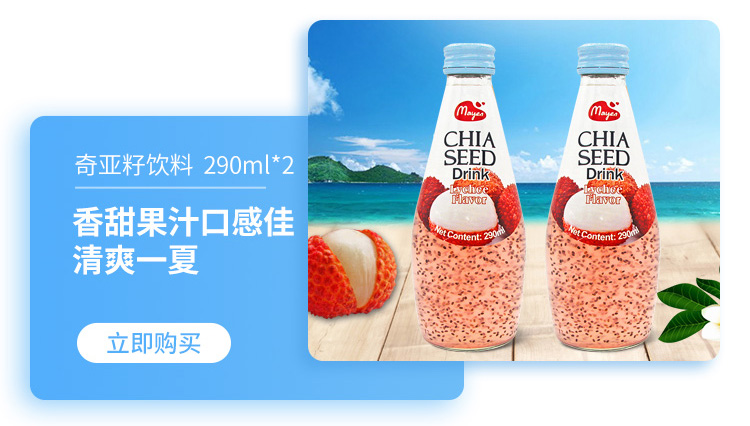 奇亚籽饮料 290ml*2
香甜果汁口感佳
清爽一夏
立即购买
Mayea
CHIA
SEED
Drink
Lychee
Flavor
Net Content: 290ml
Mayea
CHIA
SEED
Drink
Lychee
Flavor
Net Content: 290ml